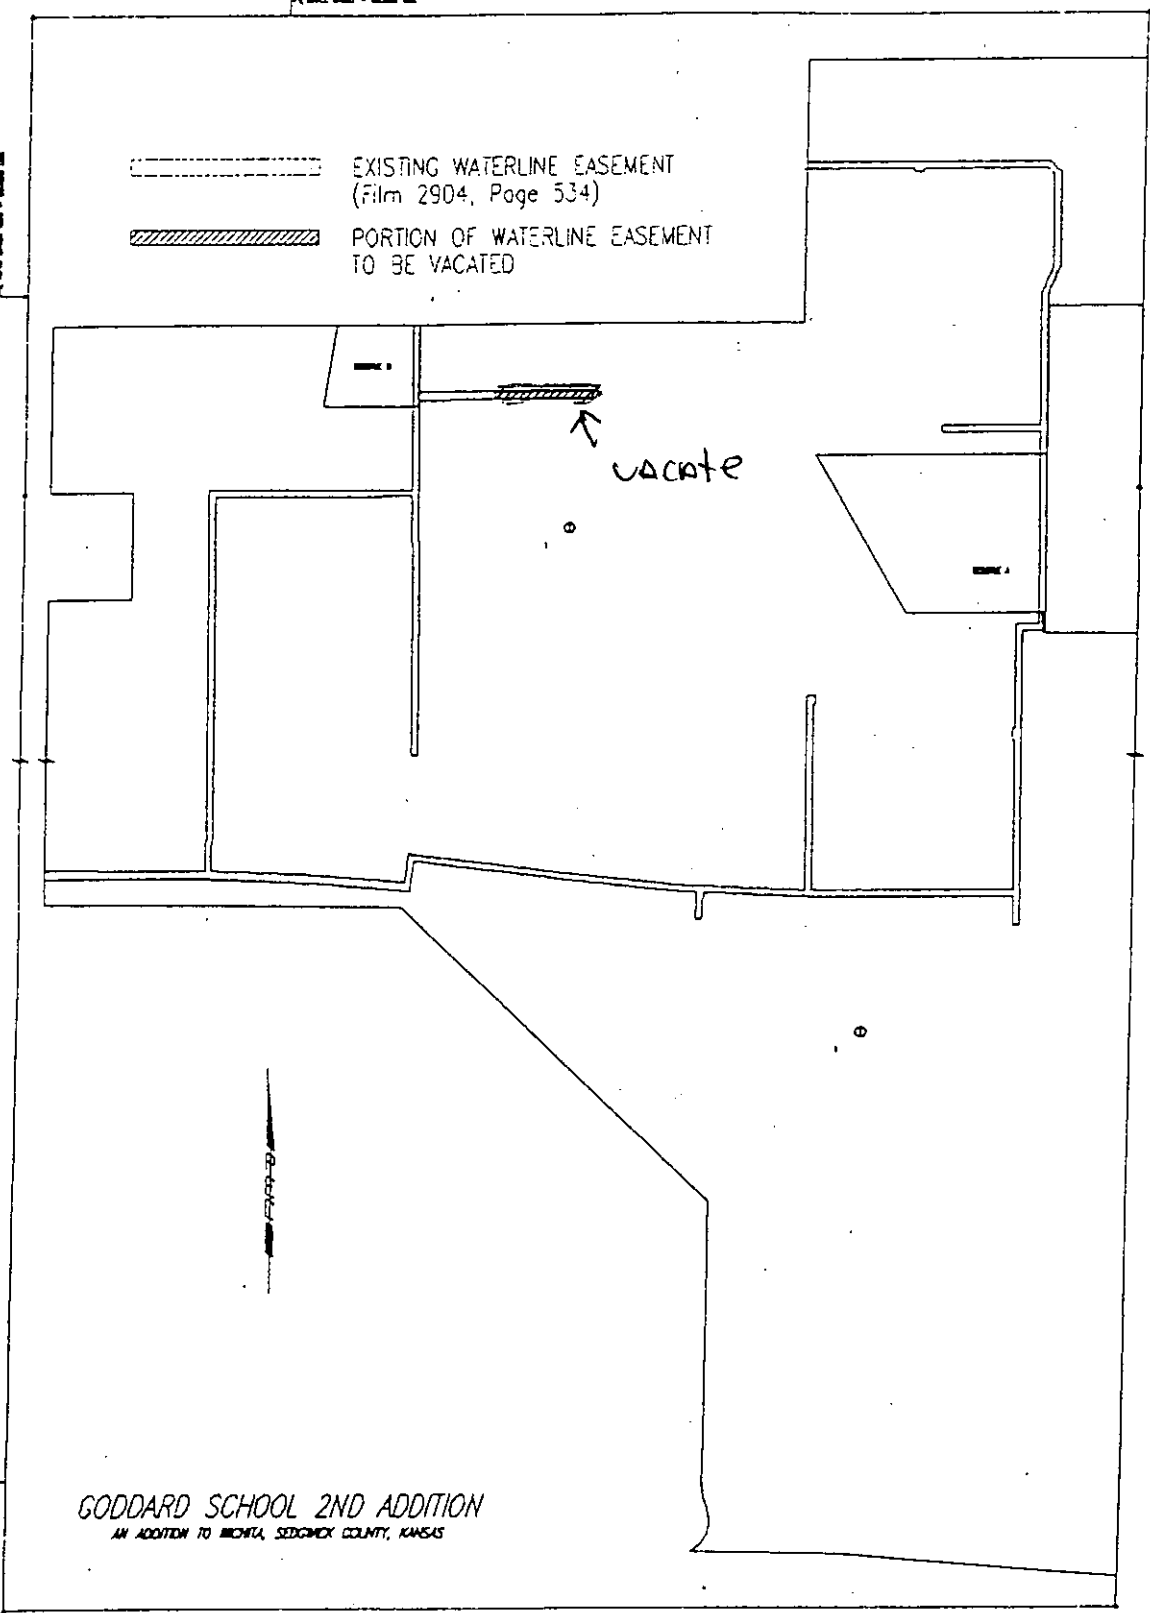 EXISTING WATERLINE EASEMENT
(Film 2904, Page 534)
PORTION OF WATERLINE EASEMENT
TO BE VACATED
vacate
GODDARD SCHOOL 2ND ADDITION
AN ADDITION TO WICHITA, SEDGWICK COUNTY, KANSAS